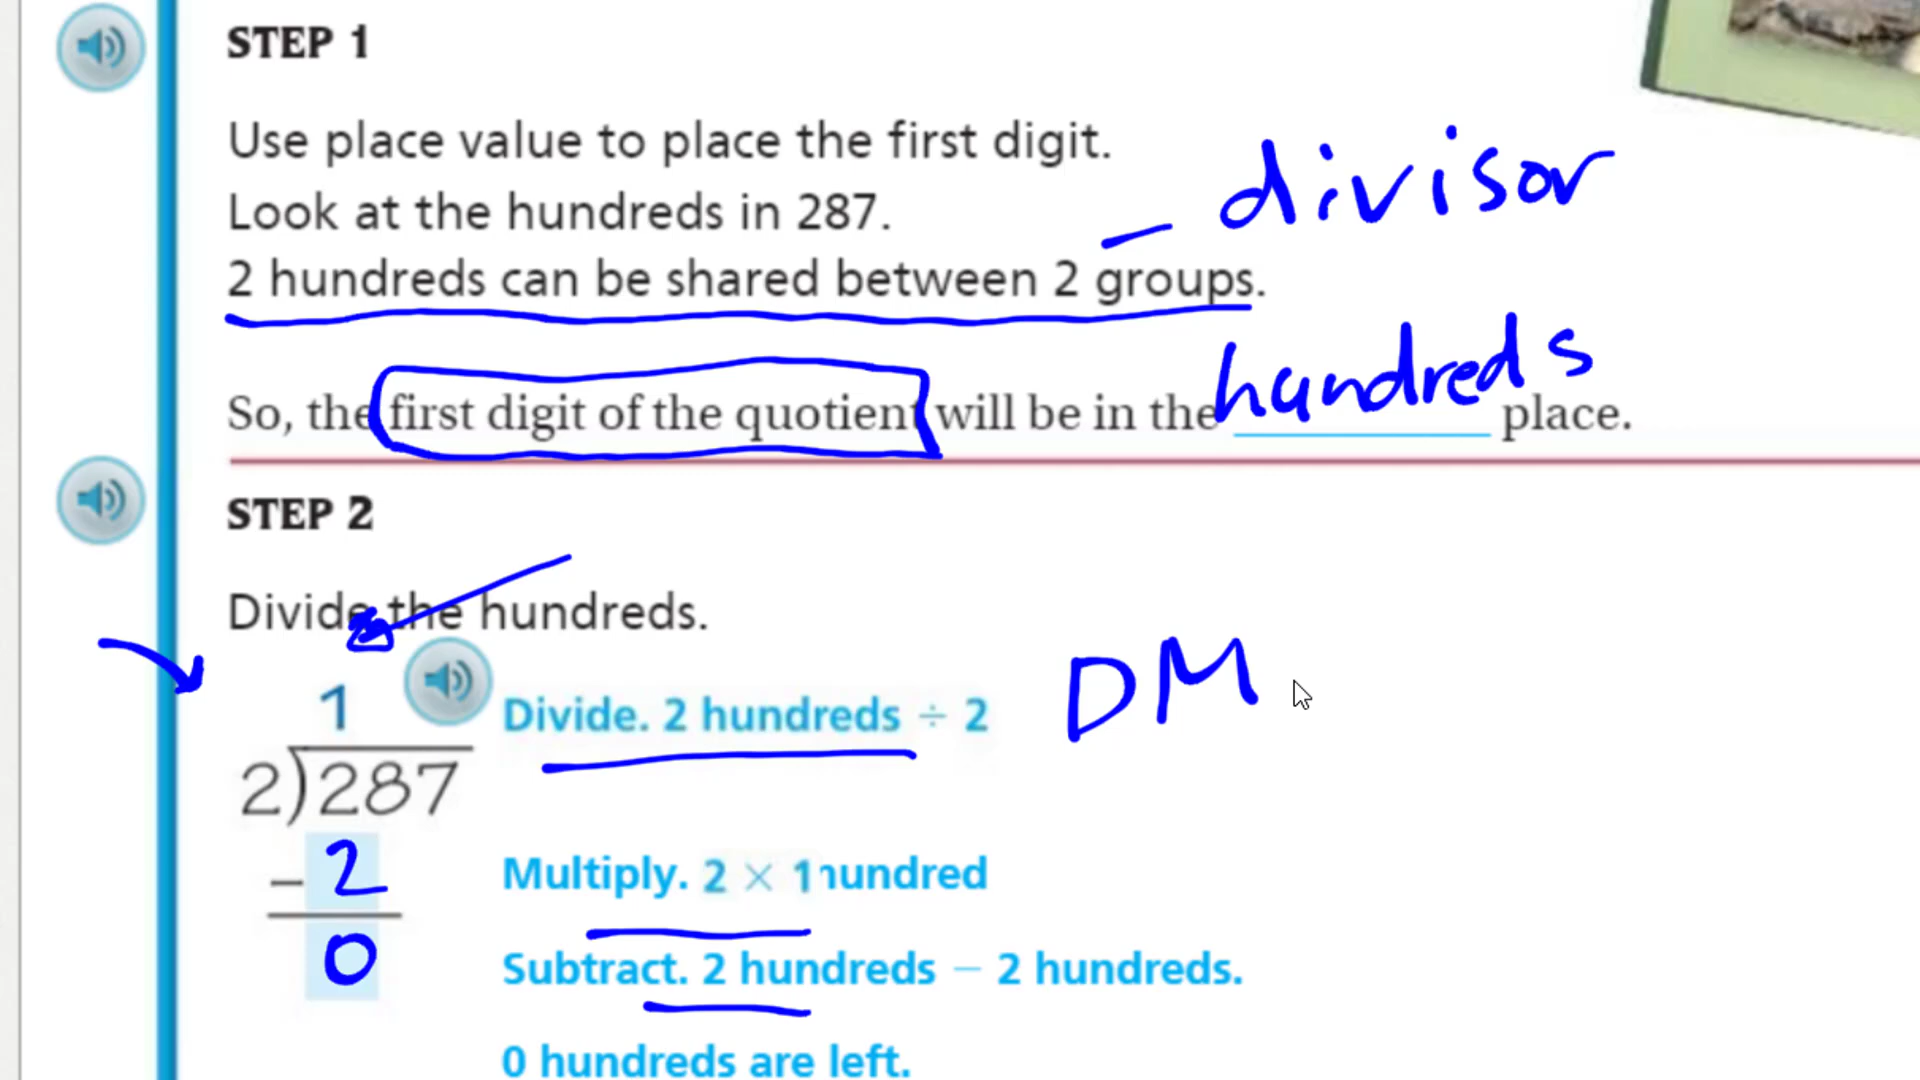 STEP 1
Use place value to place the first digit.
Look at the hundreds in 287.
– divisor
2 hundreds can be shared between 2 groups.
So, the first digit of the quotient will be in the hundreds place.
STEP 2
Divide the hundreds.
1
Divide. 2 hundreds ÷ 2
DM
2)287
– 2
Multiply. 2 × 1 hundred
0
Subtract. 2 hundreds – 2 hundreds.
0 hundreds are left.